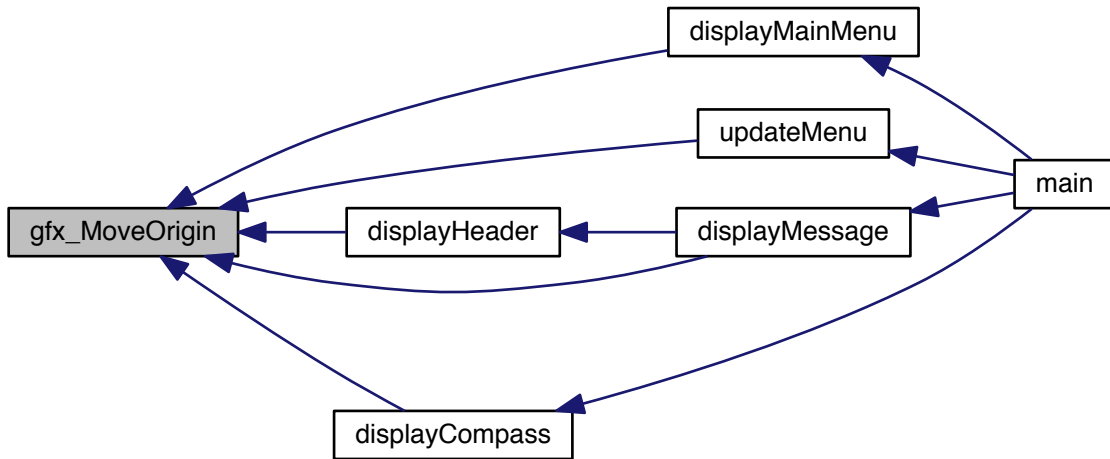 displayMainMenu
updateMenu
main
gfx_MoveOrigin
displayHeader
displayMessage
displayCompass